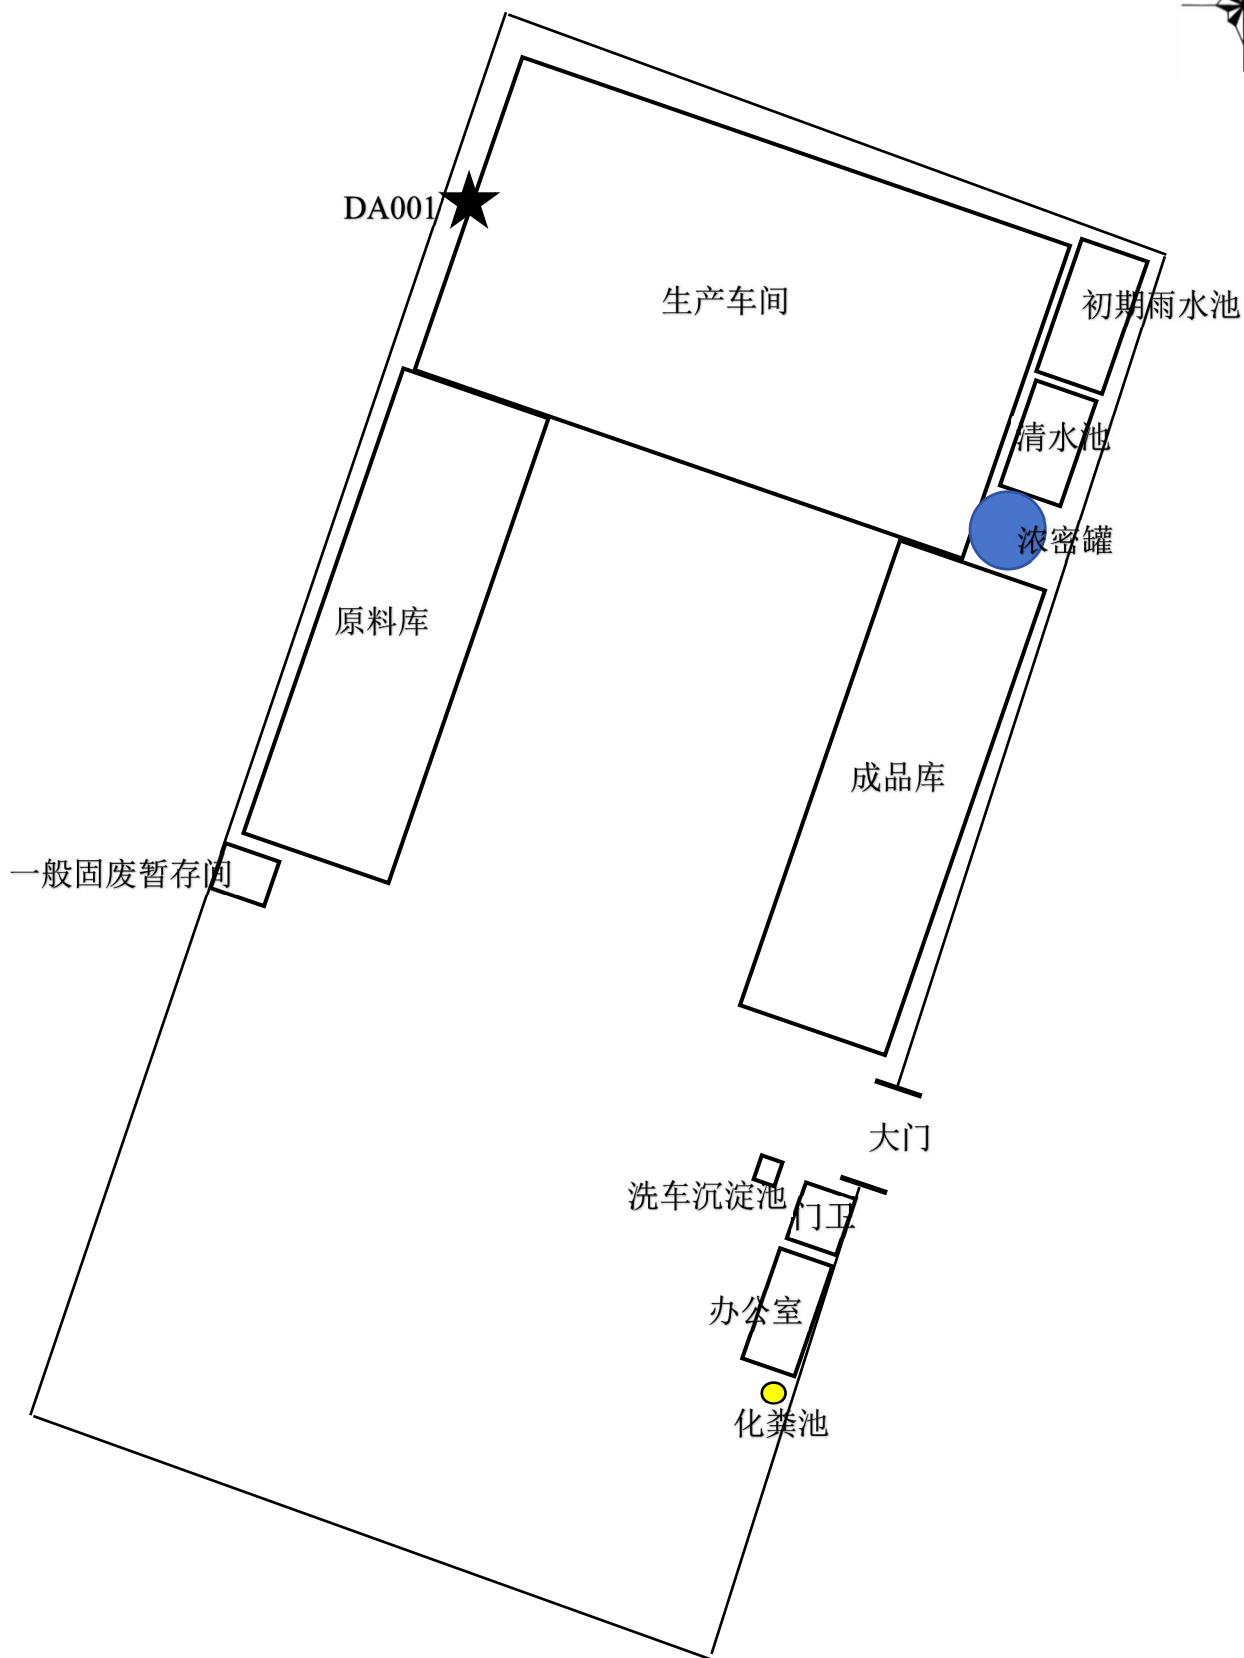 DA001
生产车间
初期雨水池
清水池
浓密罐
原料库
成品库
一般固废暂存间
大门
洗车沉淀池
门卫
办公室
化粪池